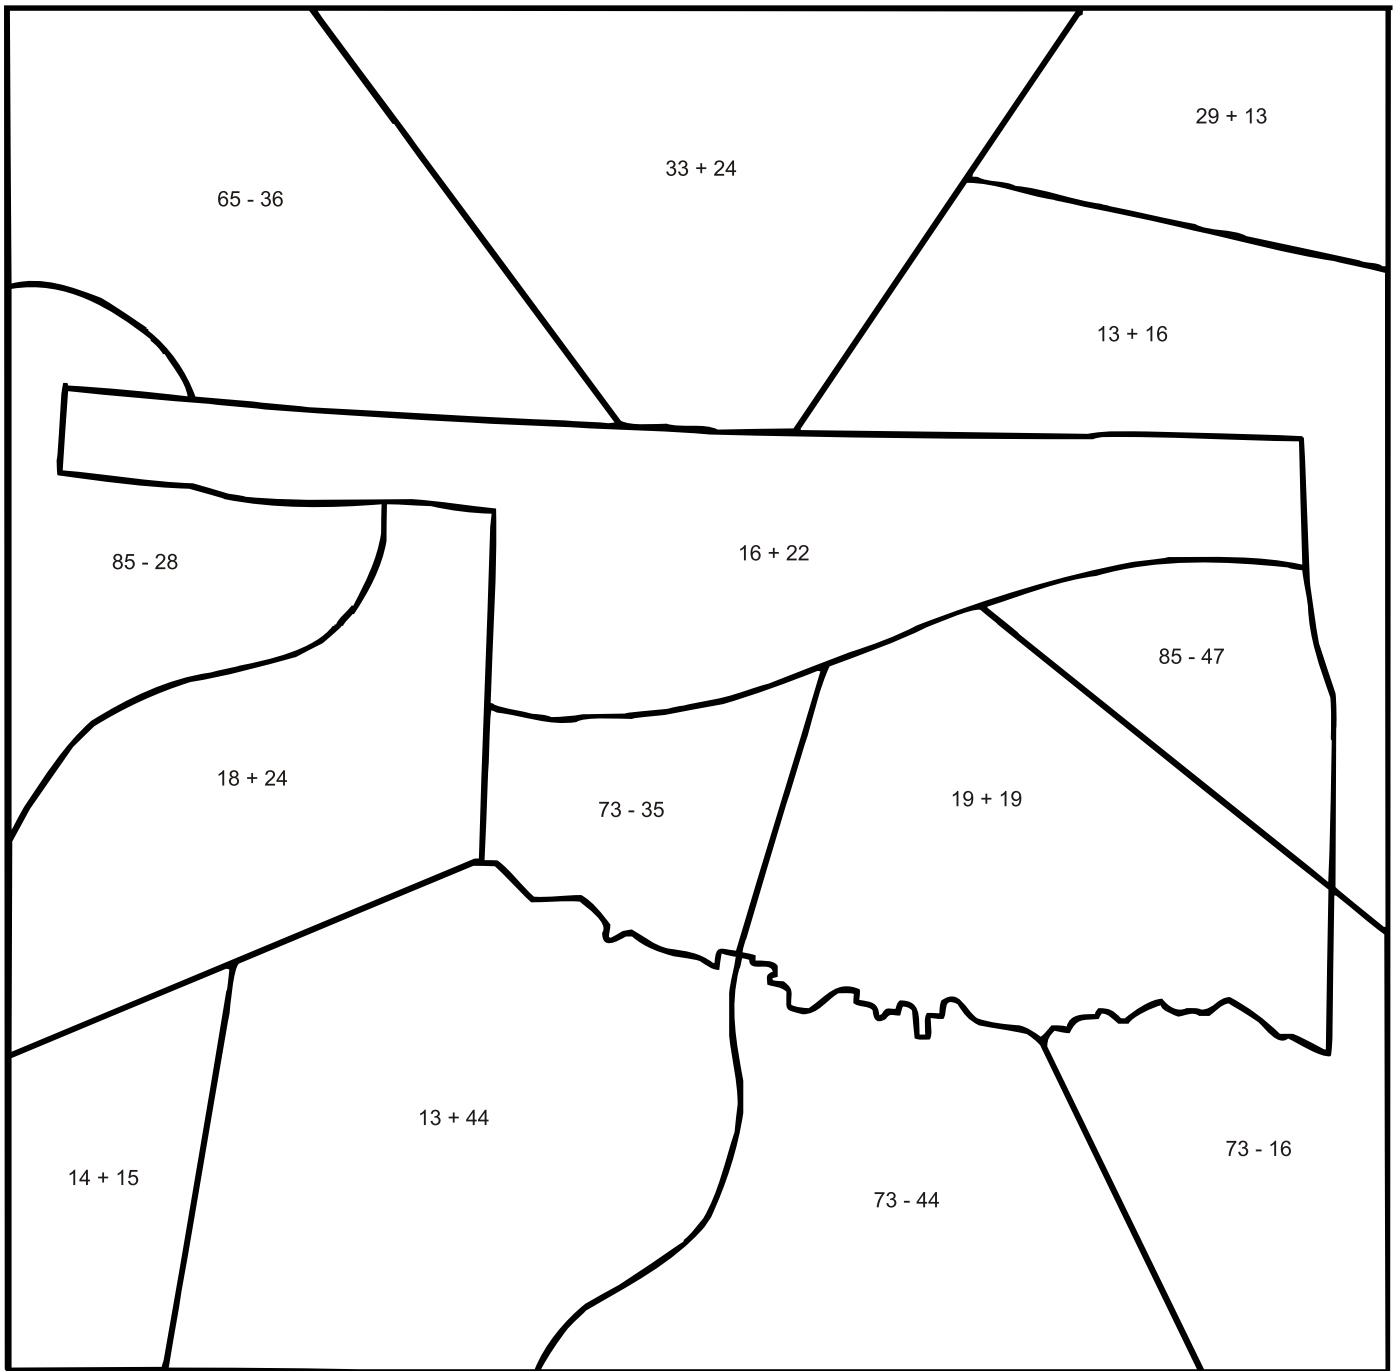 29 + 13
33 + 24
65 - 36
13 + 16
16 + 22
85 - 28
85 - 47
18 + 24
19 + 19
73 - 35
13 + 44
73 - 16
14 + 15
73 - 44